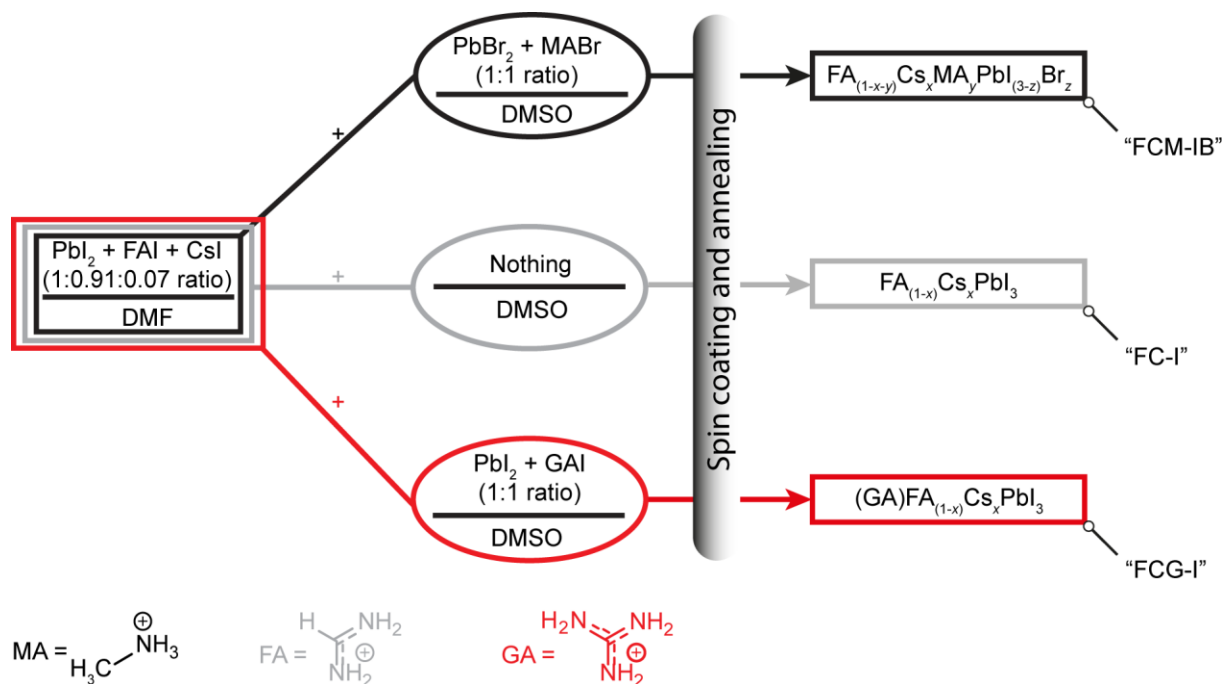 PbBr₂ + MABr
(1:1 ratio)
DMSO
FA₍₁₋ₓ₋ᵧ₎CsₓMAᵧPbI₍₃₋z₎Brz
“FCM-IB”
+
PbI₂ + FAI + CsI
(1:0.91:0.07 ratio)
DMF
+
Nothing
DMSO
FA₍₁₋ₓ₎CsₓPbI₃
“FC-I”
+
PbI₂ + GAI
(1:1 ratio)
DMSO
(GA)FA₍₁₋ₓ₎CsₓPbI₃
“FCG-I”
Spin coating and annealing
MA = H₃C NH₃ +
FA = H NH₂ NH₂ +
GA = H₂N NH₂ NH₂ +